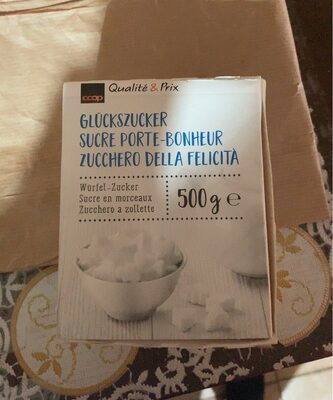 coop Qualité & Prix
GLÜCKSZUCKER
SUCRE PORTE-BONHEUR
ZUCCHERO DELLA FELICITÀ
Würfel-Zucker
Sucre en morceaux
Zucchero a zollette
500g e